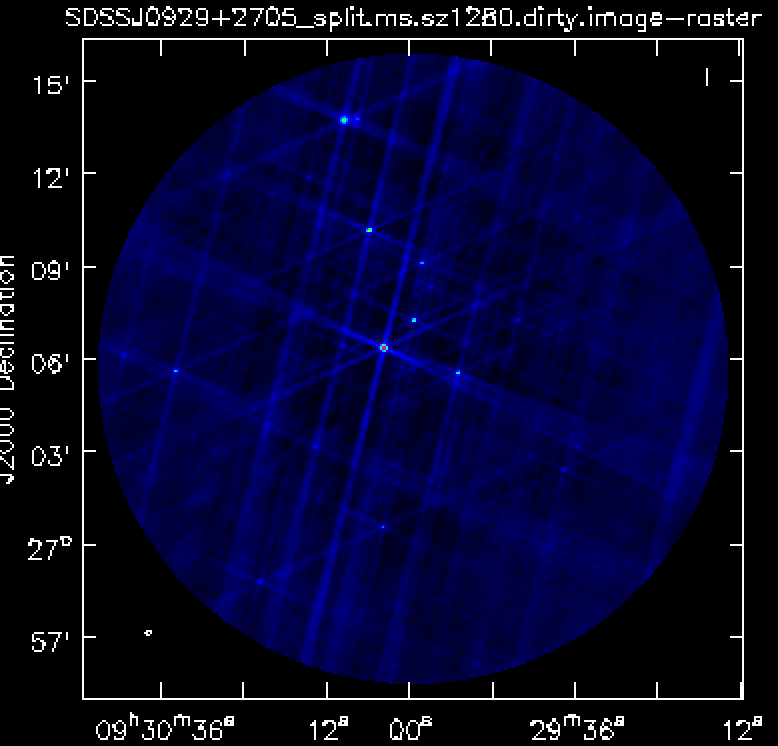 SDSSJ0929+2705_split.ms.sz1280.dirty.image-raster
15'
12'
09'
06'
03'
27°
57'
J2000 Declination
09ʰ30ᵐ36ˢ 12ˢ 00ˢ 29ᵐ36ˢ 12ˢ